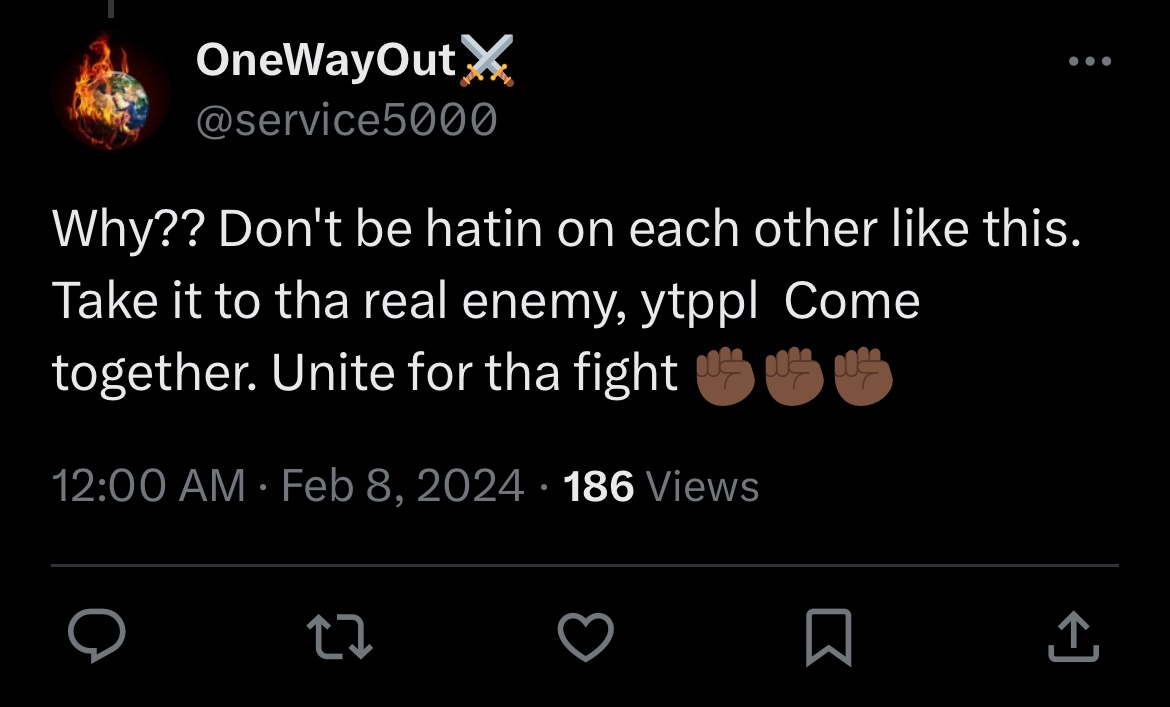 OneWayOut⚔️
@service5000
Why?? Don't be hatin on each other like this.
Take it to tha real enemy, ytppl  Come
together. Unite for tha fight ✊🏾✊🏾✊🏾
12:00 AM · Feb 8, 2024 · 186 Views